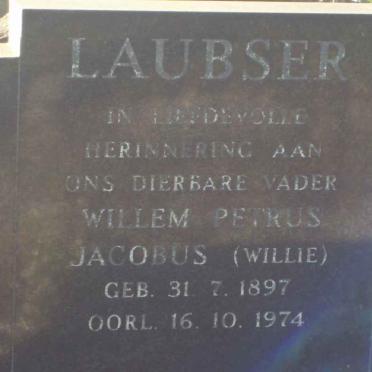 LAUBSER
IN LIEFDEVOLLE
HERINNERING AAN
ONS DIERBARE VADER
WILLEM PETRUS
JACOBUS (WILLIE)
GEB. 31. 7. 1897
OORL. 16. 10. 1974